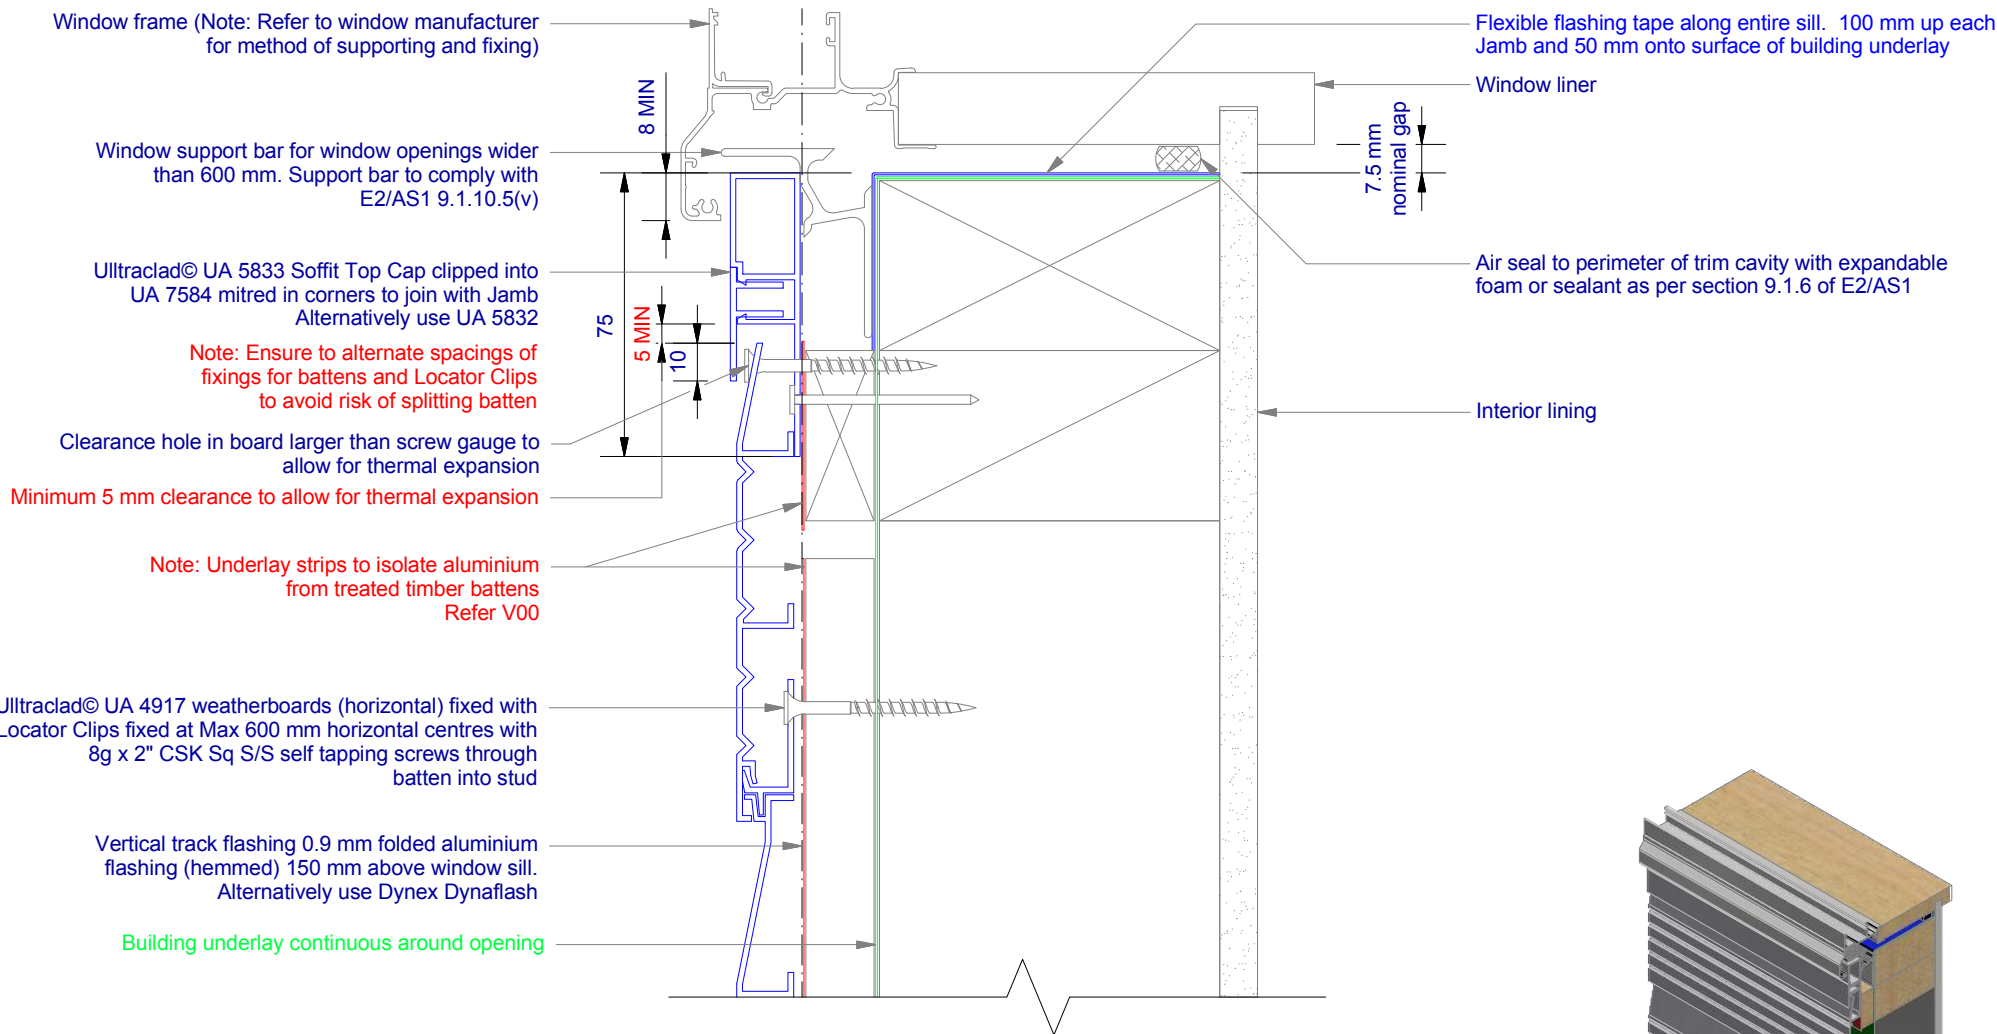 Window frame (Note: Refer to window manufacturer
for method of supporting and fixing)
Window support bar for window openings wider
than 600 mm. Support bar to comply with
E2/AS1 9.1.10.5(v)
Ulltraclad© UA 5833 Soffit Top Cap clipped into
UA 7584 mitred in corners to join with Jamb
Alternatively use UA 5832
Note: Ensure to alternate spacings of
fixings for battens and Locator Clips
to avoid risk of splitting batten
Clearance hole in board larger than screw gauge to
allow for thermal expansion
Minimum 5 mm clearance to allow for thermal expansion
Note: Underlay strips to isolate aluminium
from treated timber battens
Refer V00
Ulltraclad© UA 4917 weatherboards (horizontal) fixed with
Locator Clips fixed at Max 600 mm horizontal centres with
8g x 2" CSK Sq S/S self tapping screws through
batten into stud
Vertical track flashing 0.9 mm folded aluminium
flashing (hemmed) 150 mm above window sill.
Alternatively use Dynex Dynaflash
Building underlay continuous around opening
8 MIN
75
5 MIN
10
Flexible flashing tape along entire sill.  100 mm up each
Jamb and 50 mm onto surface of building underlay
Window liner
7.5 mm
nominal gap
Air seal to perimeter of trim cavity with expandable
foam or sealant as per section 9.1.6 of E2/AS1
Interior lining